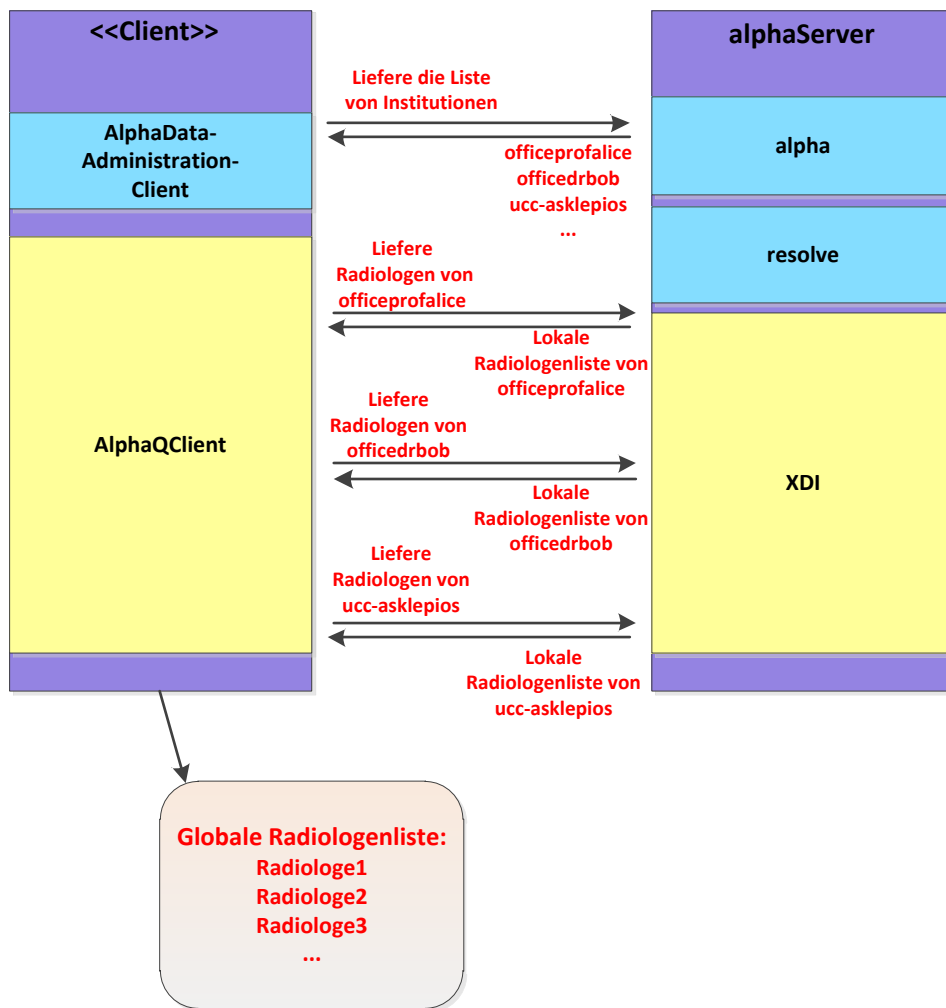 <<Client>>
AlphaData-
Administration-
Client
AlphaQClient
Liefere die Liste
von Institutionen
officeprofalice
officedrbob
ucc-asklepios
...
Liefere
Radiologen von
officeprofalice
Lokale
Radiologenliste von
officeprofalice
Liefere
Radiologen von
officedrbob
Lokale
Radiologenliste von
officedrbob
Liefere
Radiologen von
ucc-asklepios
Lokale
Radiologenliste von
ucc-asklepios
alphaServer
alpha
resolve
XDI
Globale Radiologenliste:
Radiologe1
Radiologe2
Radiologe3
...